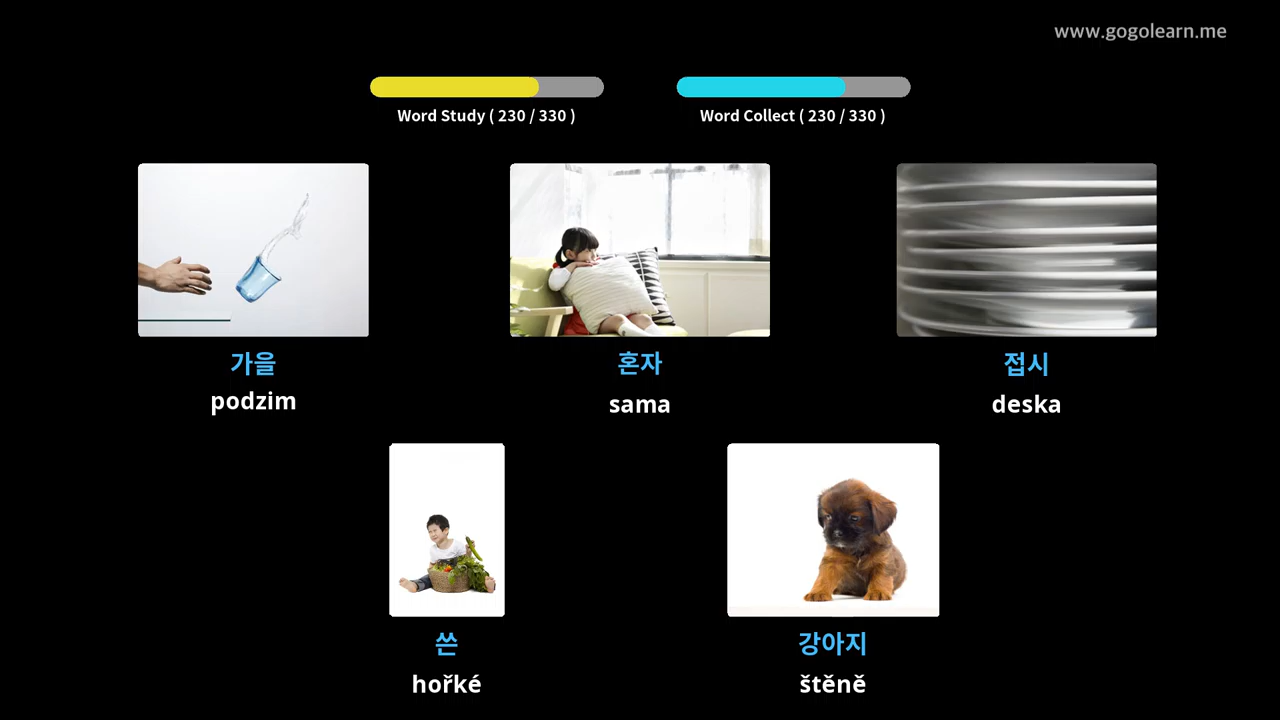 www.gogolearn.me
Word Study ( 230 / 330 )
Word Collect ( 230 / 330 )
가을
podzim
혼자
sama
접시
deska
쓴
hořké
강아지
štěně